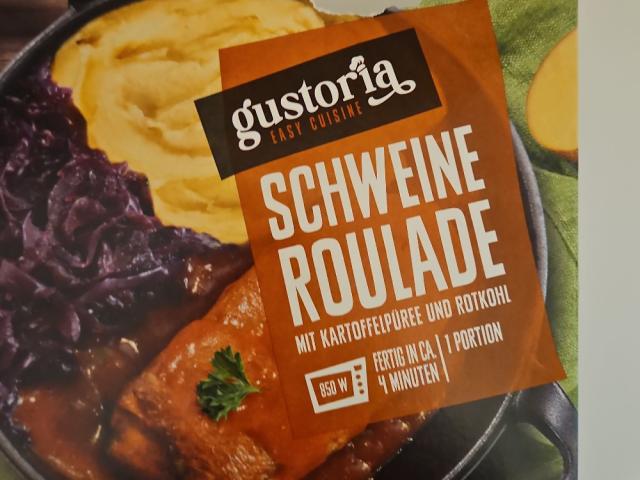 gustoria
EASY CUISINE
SCHWEINE
ROULADE
MIT KARTOFFELPÜREE UND ROTKOHL
850 W
FERTIG IN CA.
4 MINUTEN
1 PORTION